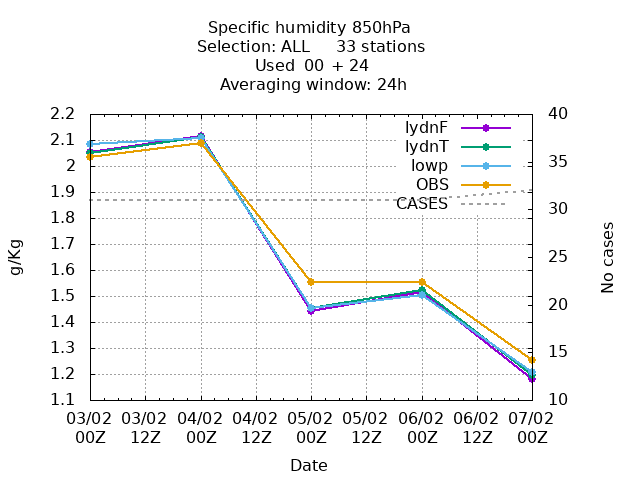 Specific humidity 850hPa
Selection: ALL 33 stations
Used 00 + 24
Averaging window: 24h
g/Kg
2.2
2.1
2
1.9
1.8
1.7
1.6
1.5
1.4
1.3
1.2
1.1
lydnF
lydnT
lowp
OBS
CASES
40
35
30
25
20
15
10
No cases
03/02 03/02 04/02 04/02 05/02 05/02 06/02 06/02 07/02
00Z 12Z 00Z 12Z 00Z 12Z 00Z 12Z 00Z
Date